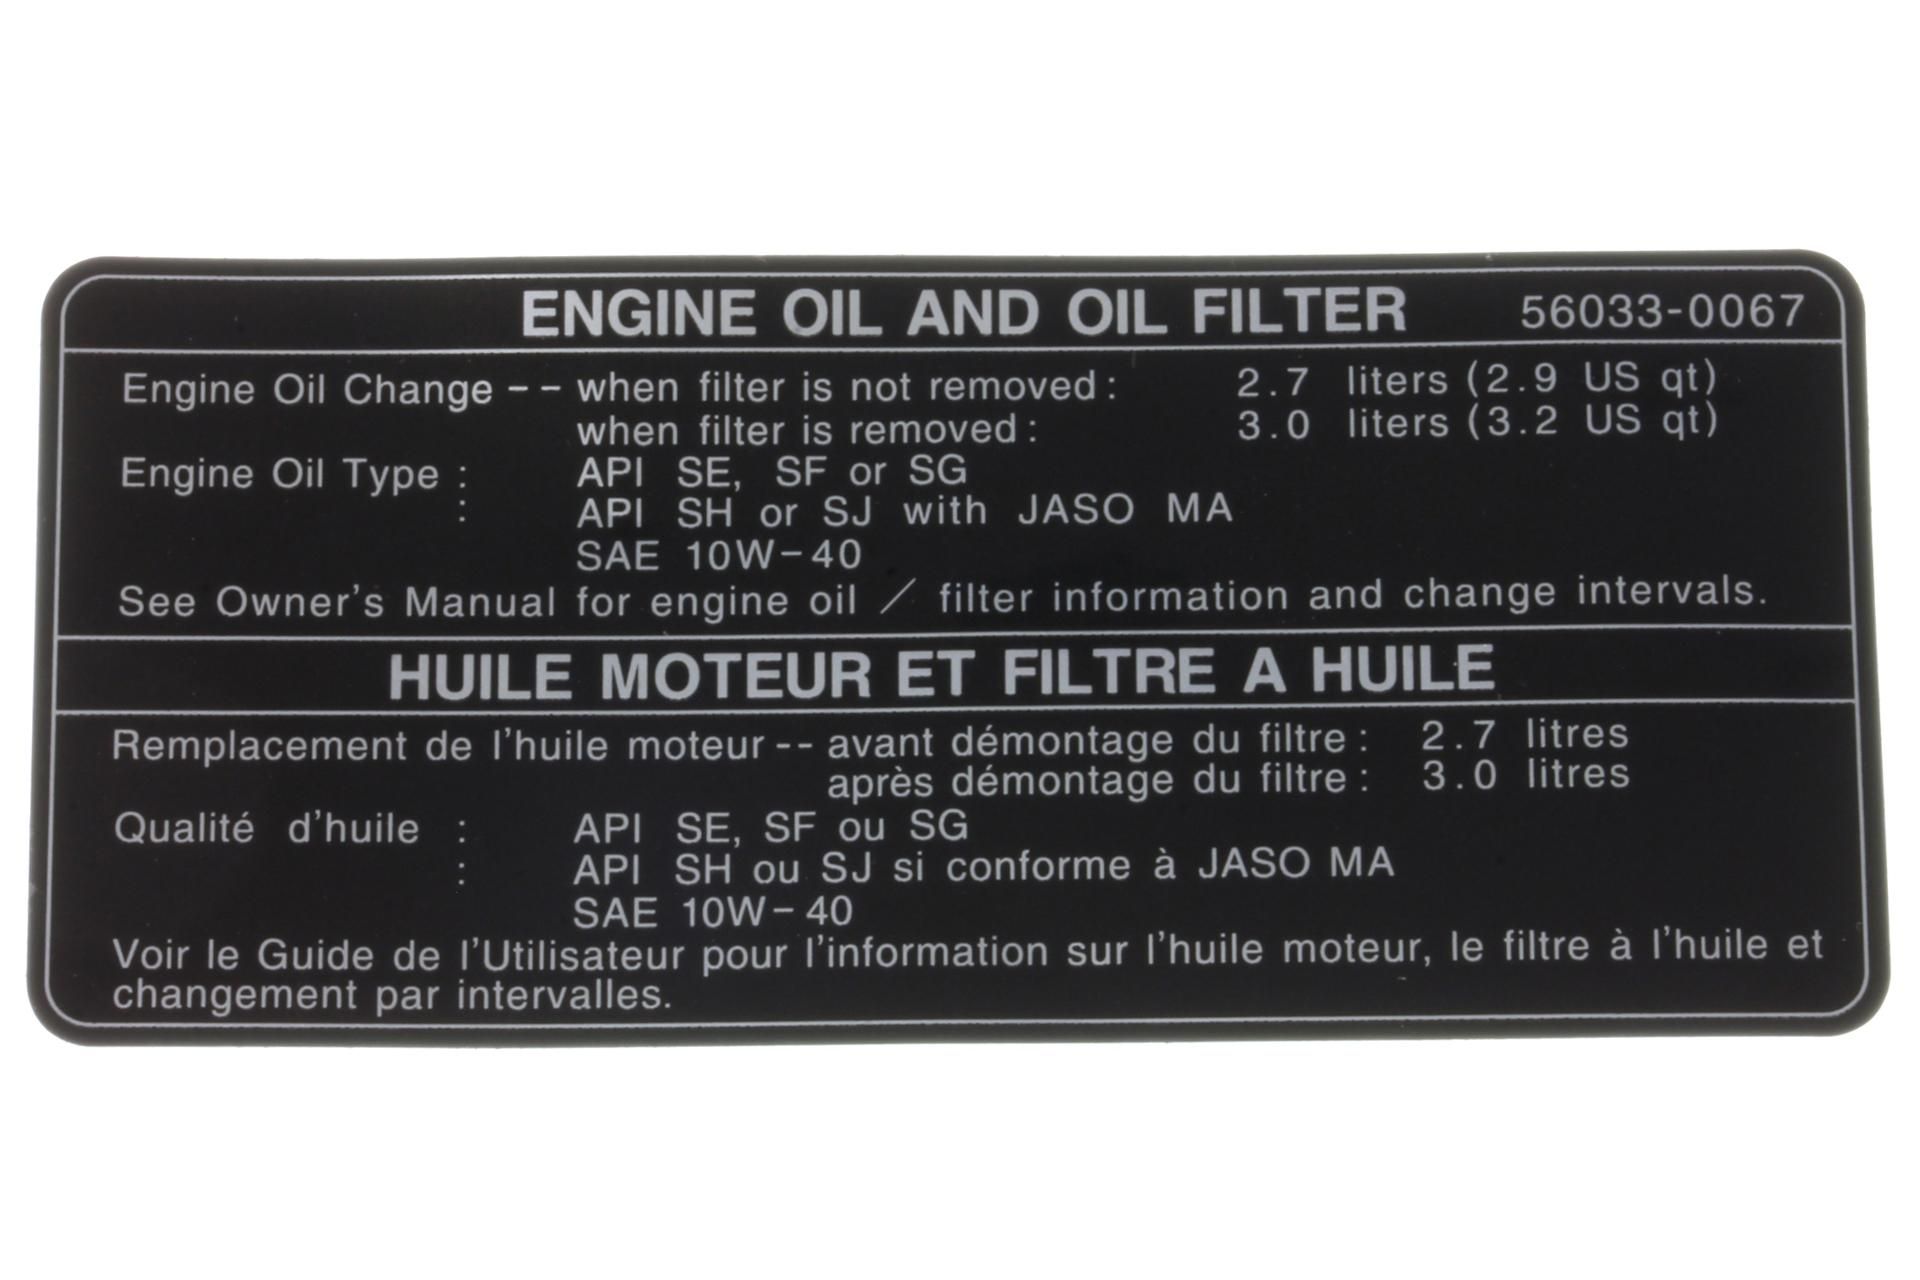 ENGINE OIL AND OIL FILTER 56033-0067
Engine Oil Change -- when filter is not removed: 2.7 liters (2.9 US qt)
when filter is removed: 3.0 liters (3.2 US qt)
Engine Oil Type : API SE, SF or SG
: API SH or SJ with JASO MA
SAE 10W-40
See Owner's Manual for engine oil / filter information and change intervals.
HUILE MOTEUR ET FILTRE A HUILE
Remplacement de l'huile moteur -- avant démontage du filtre: 2.7 litres
après démontage du filtre: 3.0 litres
Qualité d'huile : API SE, SF ou SG
: API SH ou SJ si conforme à JASO MA
SAE 10W-40
Voir le Guide de l'Utilisateur pour l'information sur l'huile moteur, le filtre à l'huile et
changement par intervalles.